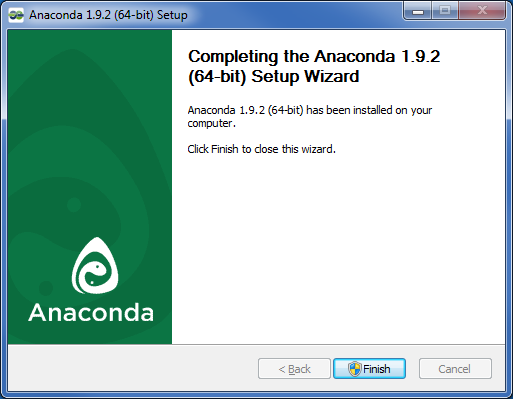 Anaconda 1.9.2 (64-bit) Setup
Completing the Anaconda 1.9.2
(64-bit) Setup Wizard
Anaconda 1.9.2 (64-bit) has been installed on your
computer.
Click Finish to close this wizard.
Anaconda
< Back
Finish
Cancel